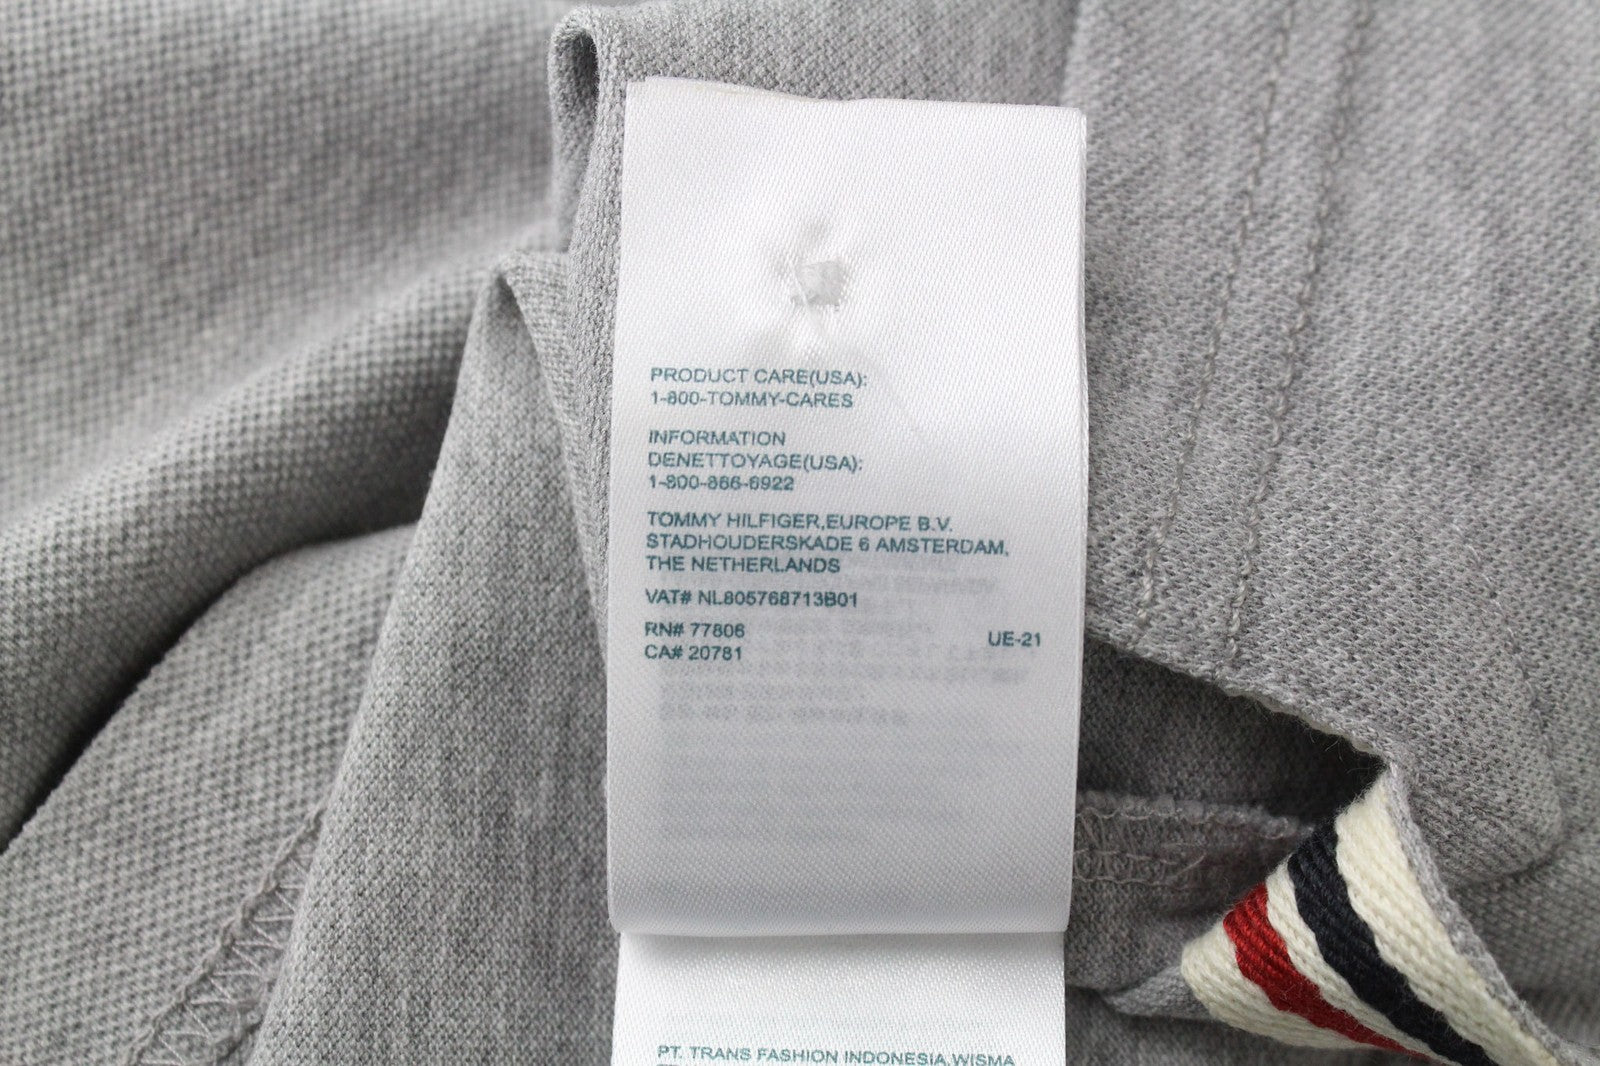 PRODUCT CARE(USA):
1-800-TOMMY-CARES
INFORMATION
DENETTOYAGE(USA):
1-800-866-6922
TOMMY HILFIGER,EUROPE B.V.
STADHOUDERSKADE 6 AMSTERDAM,
THE NETHERLANDS
VAT# NL805768713B01
RN# 77806
CA# 20781
UE-21
PT. TRANS FASHION INDONESIA,WISMA